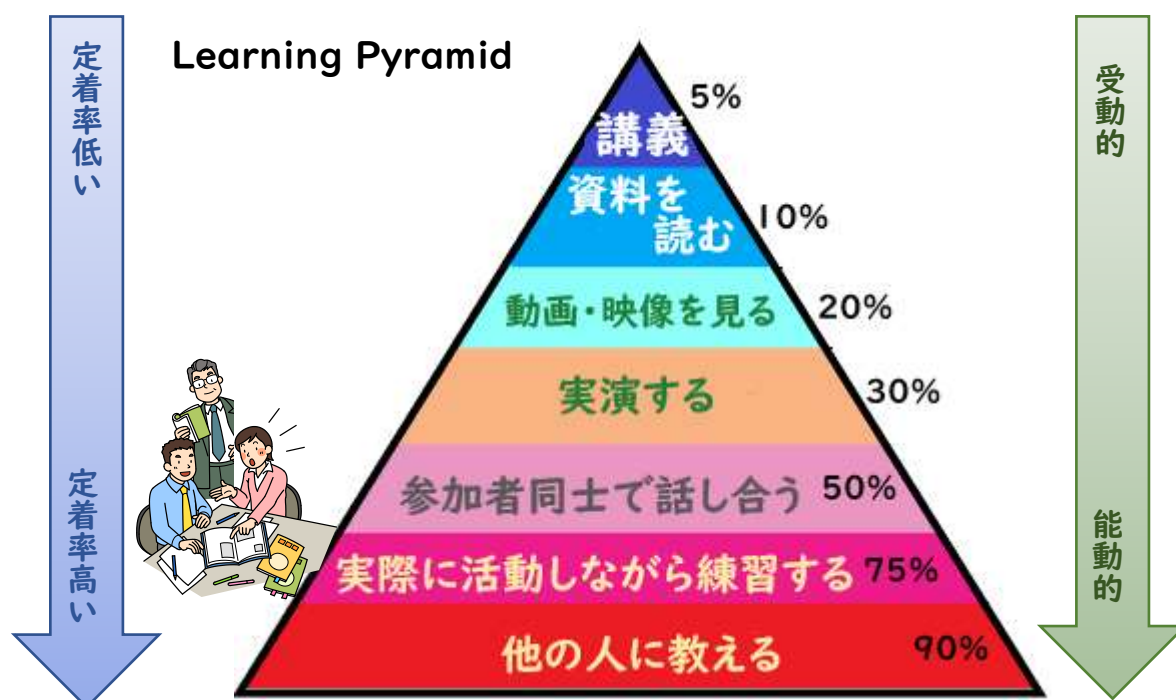 Learning Pyramid
定着率低い
定着率高い
受動的
能動的
講義
5%
資料を
読む
10%
動画・映像を見る
20%
実演する
30%
参加者同士で話し合う
50%
実際に活動しながら練習する
75%
他の人に教える
90%